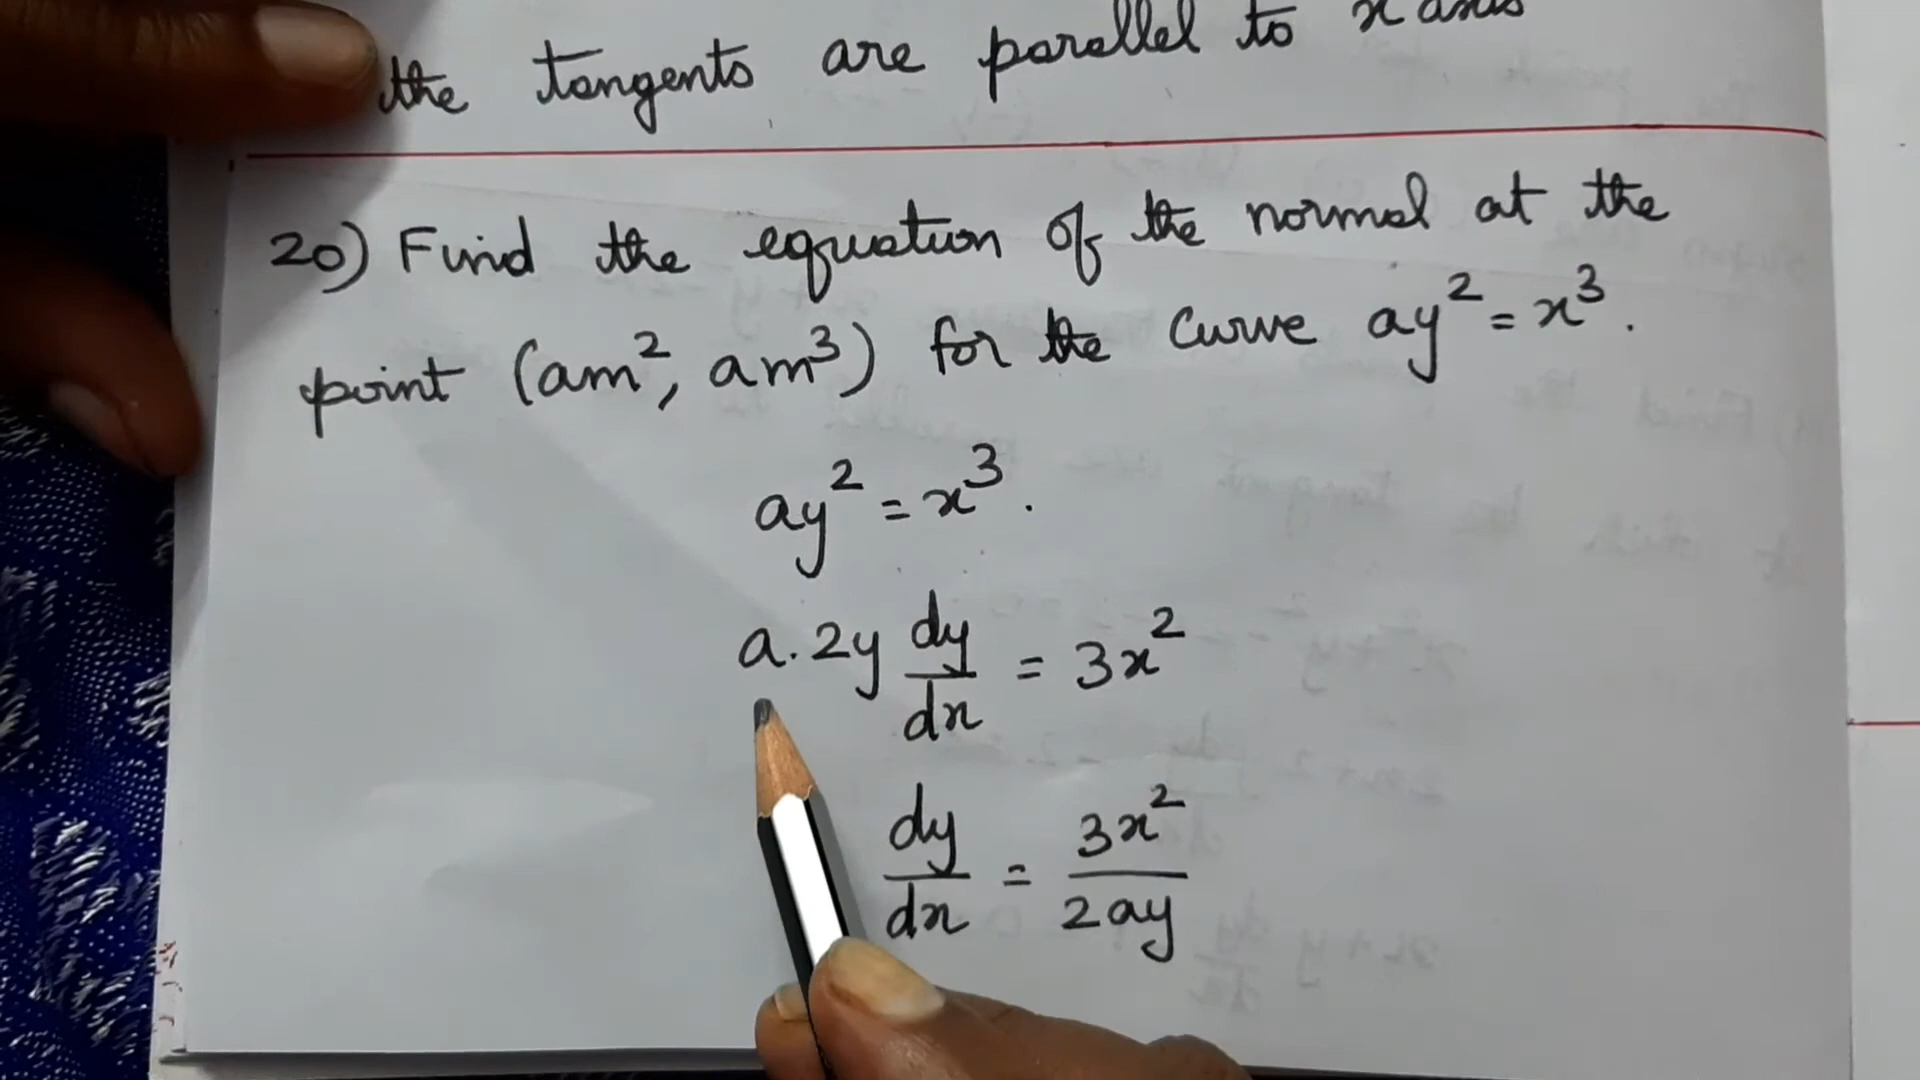 the tangents are parallel to x axis
20) Find the equation of the normal at the
point (am², am³) for the curve ay² = x³.
ay² = x³.
a. 2y dy/dx = 3x²
dy/dx = 3x²/2ay